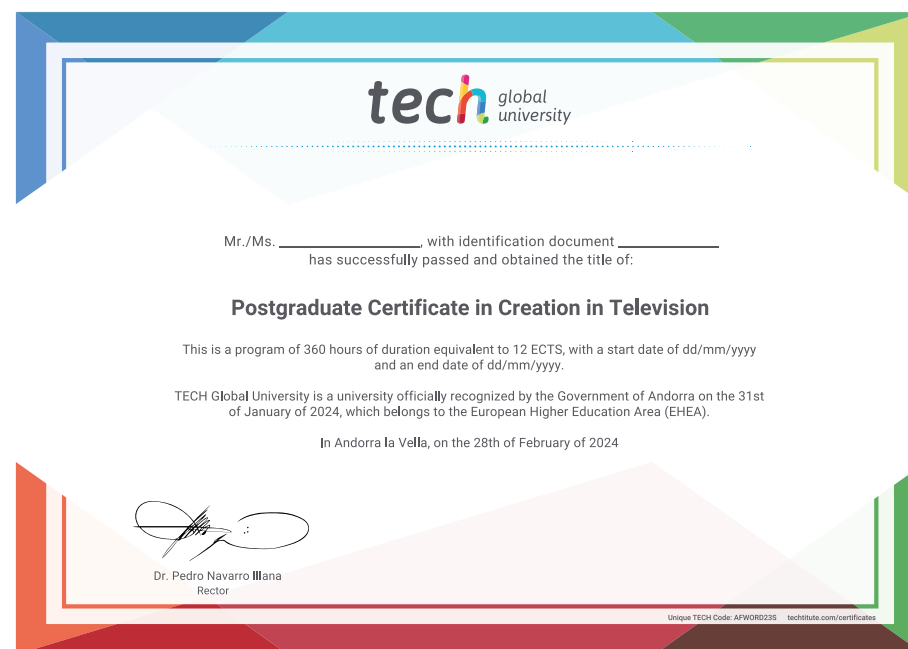 tech global
university
Mr./Ms. ____________, with identification document ____________
has successfully passed and obtained the title of:
Postgraduate Certificate in Creation in Television
This is a program of 360 hours of duration equivalent to 12 ECTS, with a start date of dd/mm/yyyy
and an end date of dd/mm/yyyy.
TECH Global University is a university officially recognized by the Government of Andorra on the 31st
of January of 2024, which belongs to the European Higher Education Area (EHEA).
In Andorra la Vella, on the 28th of February of 2024
Dr. Pedro Navarro Illana
Rector
Unique TECH Code: AFWORD23S techtitute.com/certificates